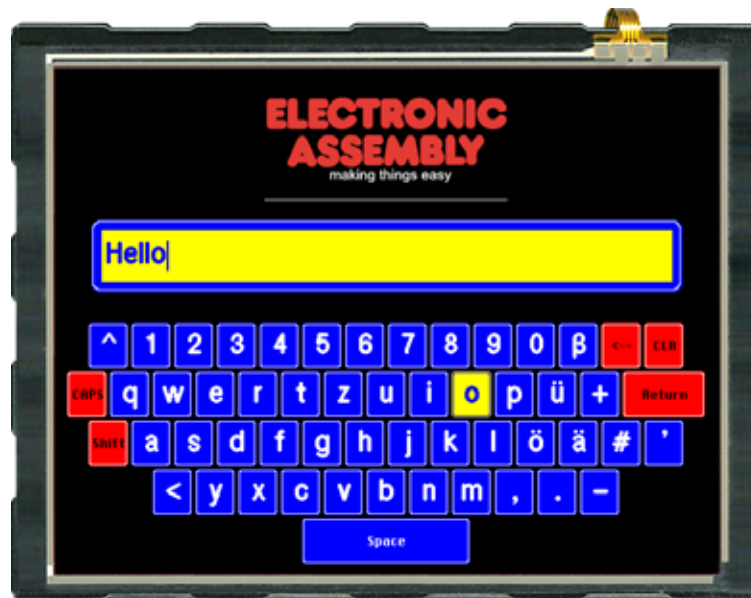 ELECTRONIC
ASSEMBLY
making things easy
Hello
^ 1 2 3 4 5 6 7 8 9 0 β <-- CLR
CAPS q w e r t z u i o p ü + Return
Shift a s d f g h j k l ö ä # '
< y x c v b n m , . -
Space